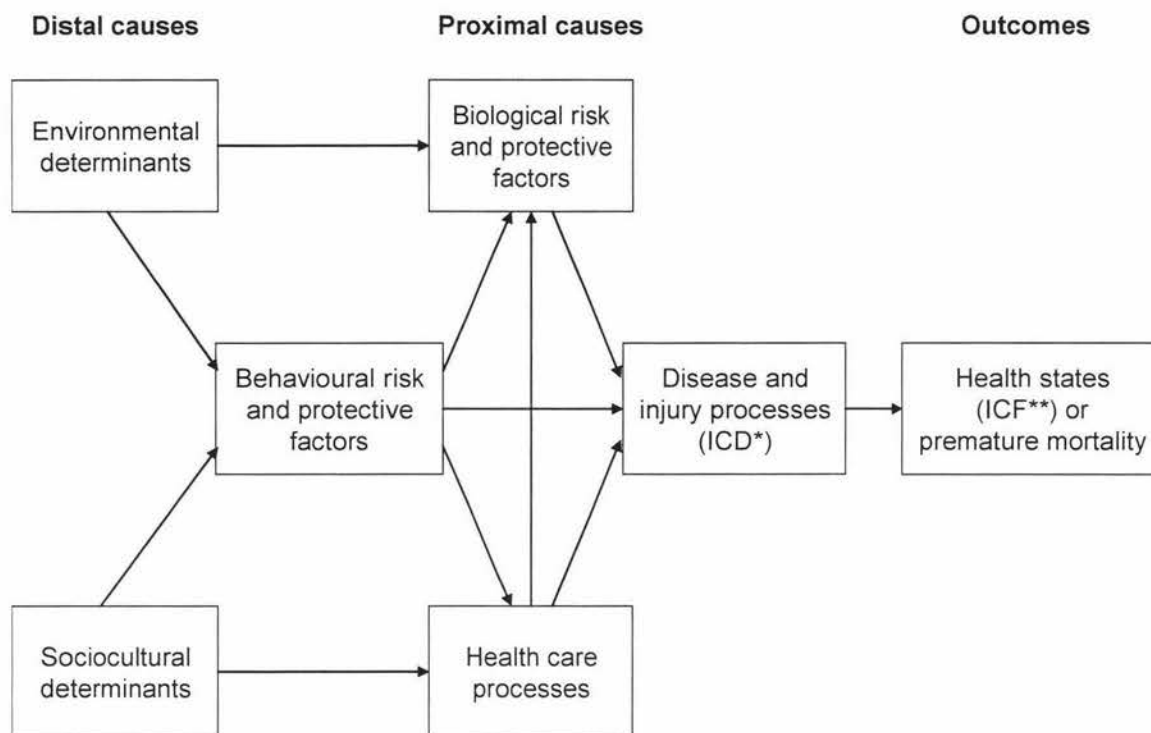 Distal causes
Proximal causes
Outcomes
Environmental
determinants
Biological risk
and protective
factors
Behavioural risk
and protective
factors
Disease and
injury processes
(ICD*)
Health states
(ICF**) or
premature mortality
Sociocultural
determinants
Health care
processes